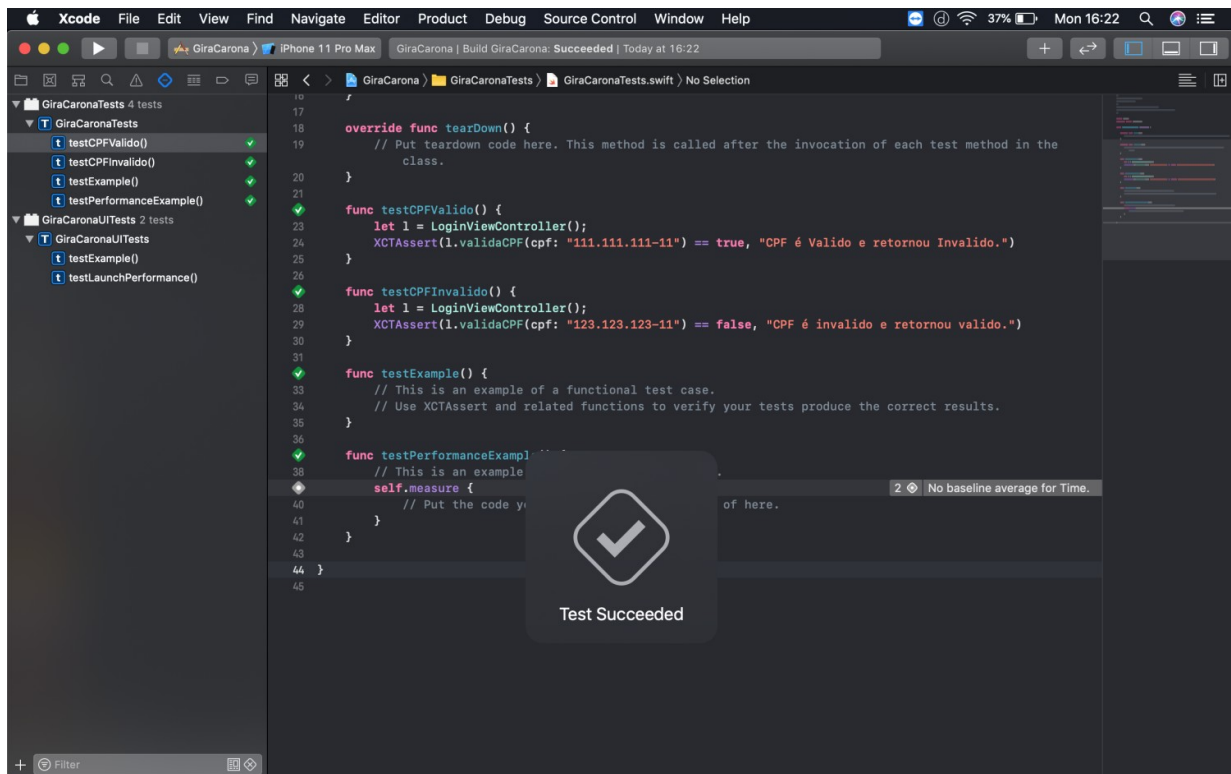 Xcode File Edit View Find Navigate Editor Product Debug Source Control Window Help 37% Mon 16:22
GiraCarona 〉 iPhone 11 Pro Max GiraCarona | Build GiraCarona: Succeeded | Today at 16:22
GiraCarona 〉 GiraCaronaTests 〉 GiraCaronaTests.swift 〉 No Selection
GiraCaronaTests 4 tests
GiraCaronaTests
testCPFValido()
testCPFInvalido()
testExample()
testPerformanceExample()
GiraCaronaUITests 2 tests
GiraCaronaUITests
testExample()
testLaunchPerformance()
Filter
16 }
17
18 override func tearDown() {
19 // Put teardown code here. This method is called after the invocation of each test method in the
class.
20 }
21
func testCPFValido() {
23 let l = LoginViewController();
24 XCTAssert(l.validaCPF(cpf: "111.111.111-11") == true, "CPF é Valido e retornou Invalido.")
25 }
26
func testCPFInvalido() {
28 let l = LoginViewController();
29 XCTAssert(l.validaCPF(cpf: "123.123.123-11") == false, "CPF é invalido e retornou valido.")
30 }
31
func testExample() {
33 // This is an example of a functional test case.
34 // Use XCTAssert and related functions to verify your tests produce the correct results.
35 }
36
func testPerformanceExampl
38 // This is an example .
self.measure { 2 No baseline average for Time.
40 // Put the code y of here.
41 }
42 }
43
44 }
45
Test Succeeded